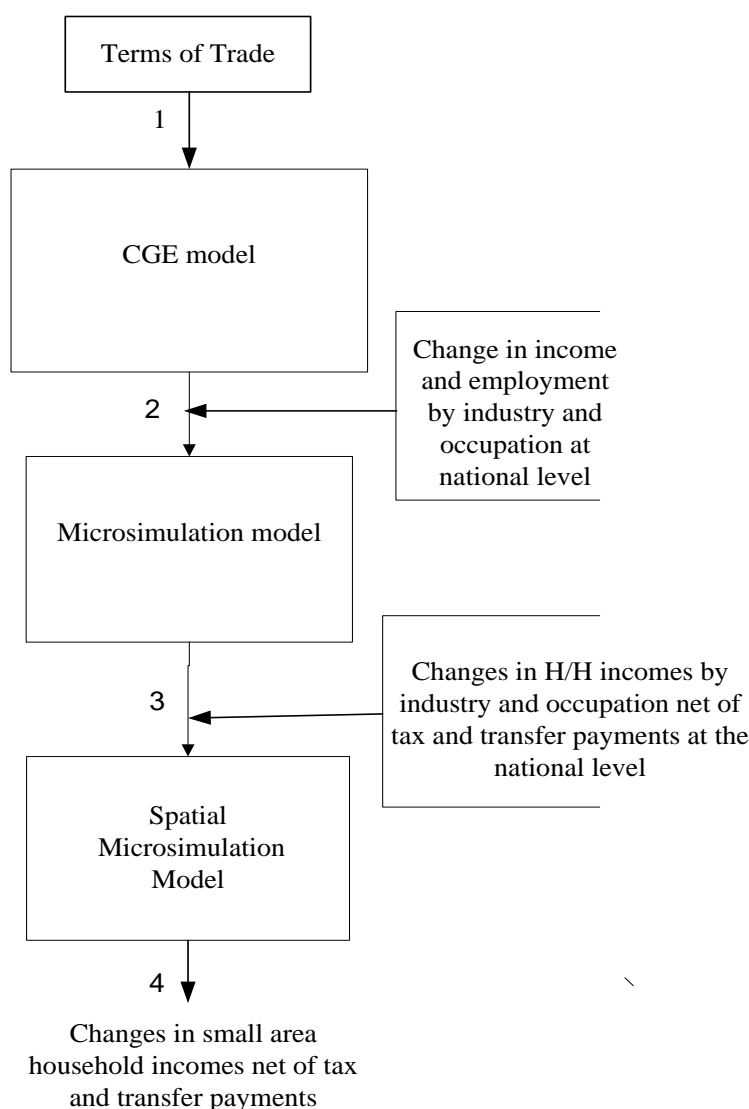 Terms of Trade
1
CGE model
2
Change in income
and employment
by industry and
occupation at
national level
Microsimulation model
3
Changes in H/H incomes by
industry and occupation net of
tax and transfer payments at the
national level
Spatial
Microsimulation
Model
4
Changes in small area
household incomes net of tax
and transfer payments